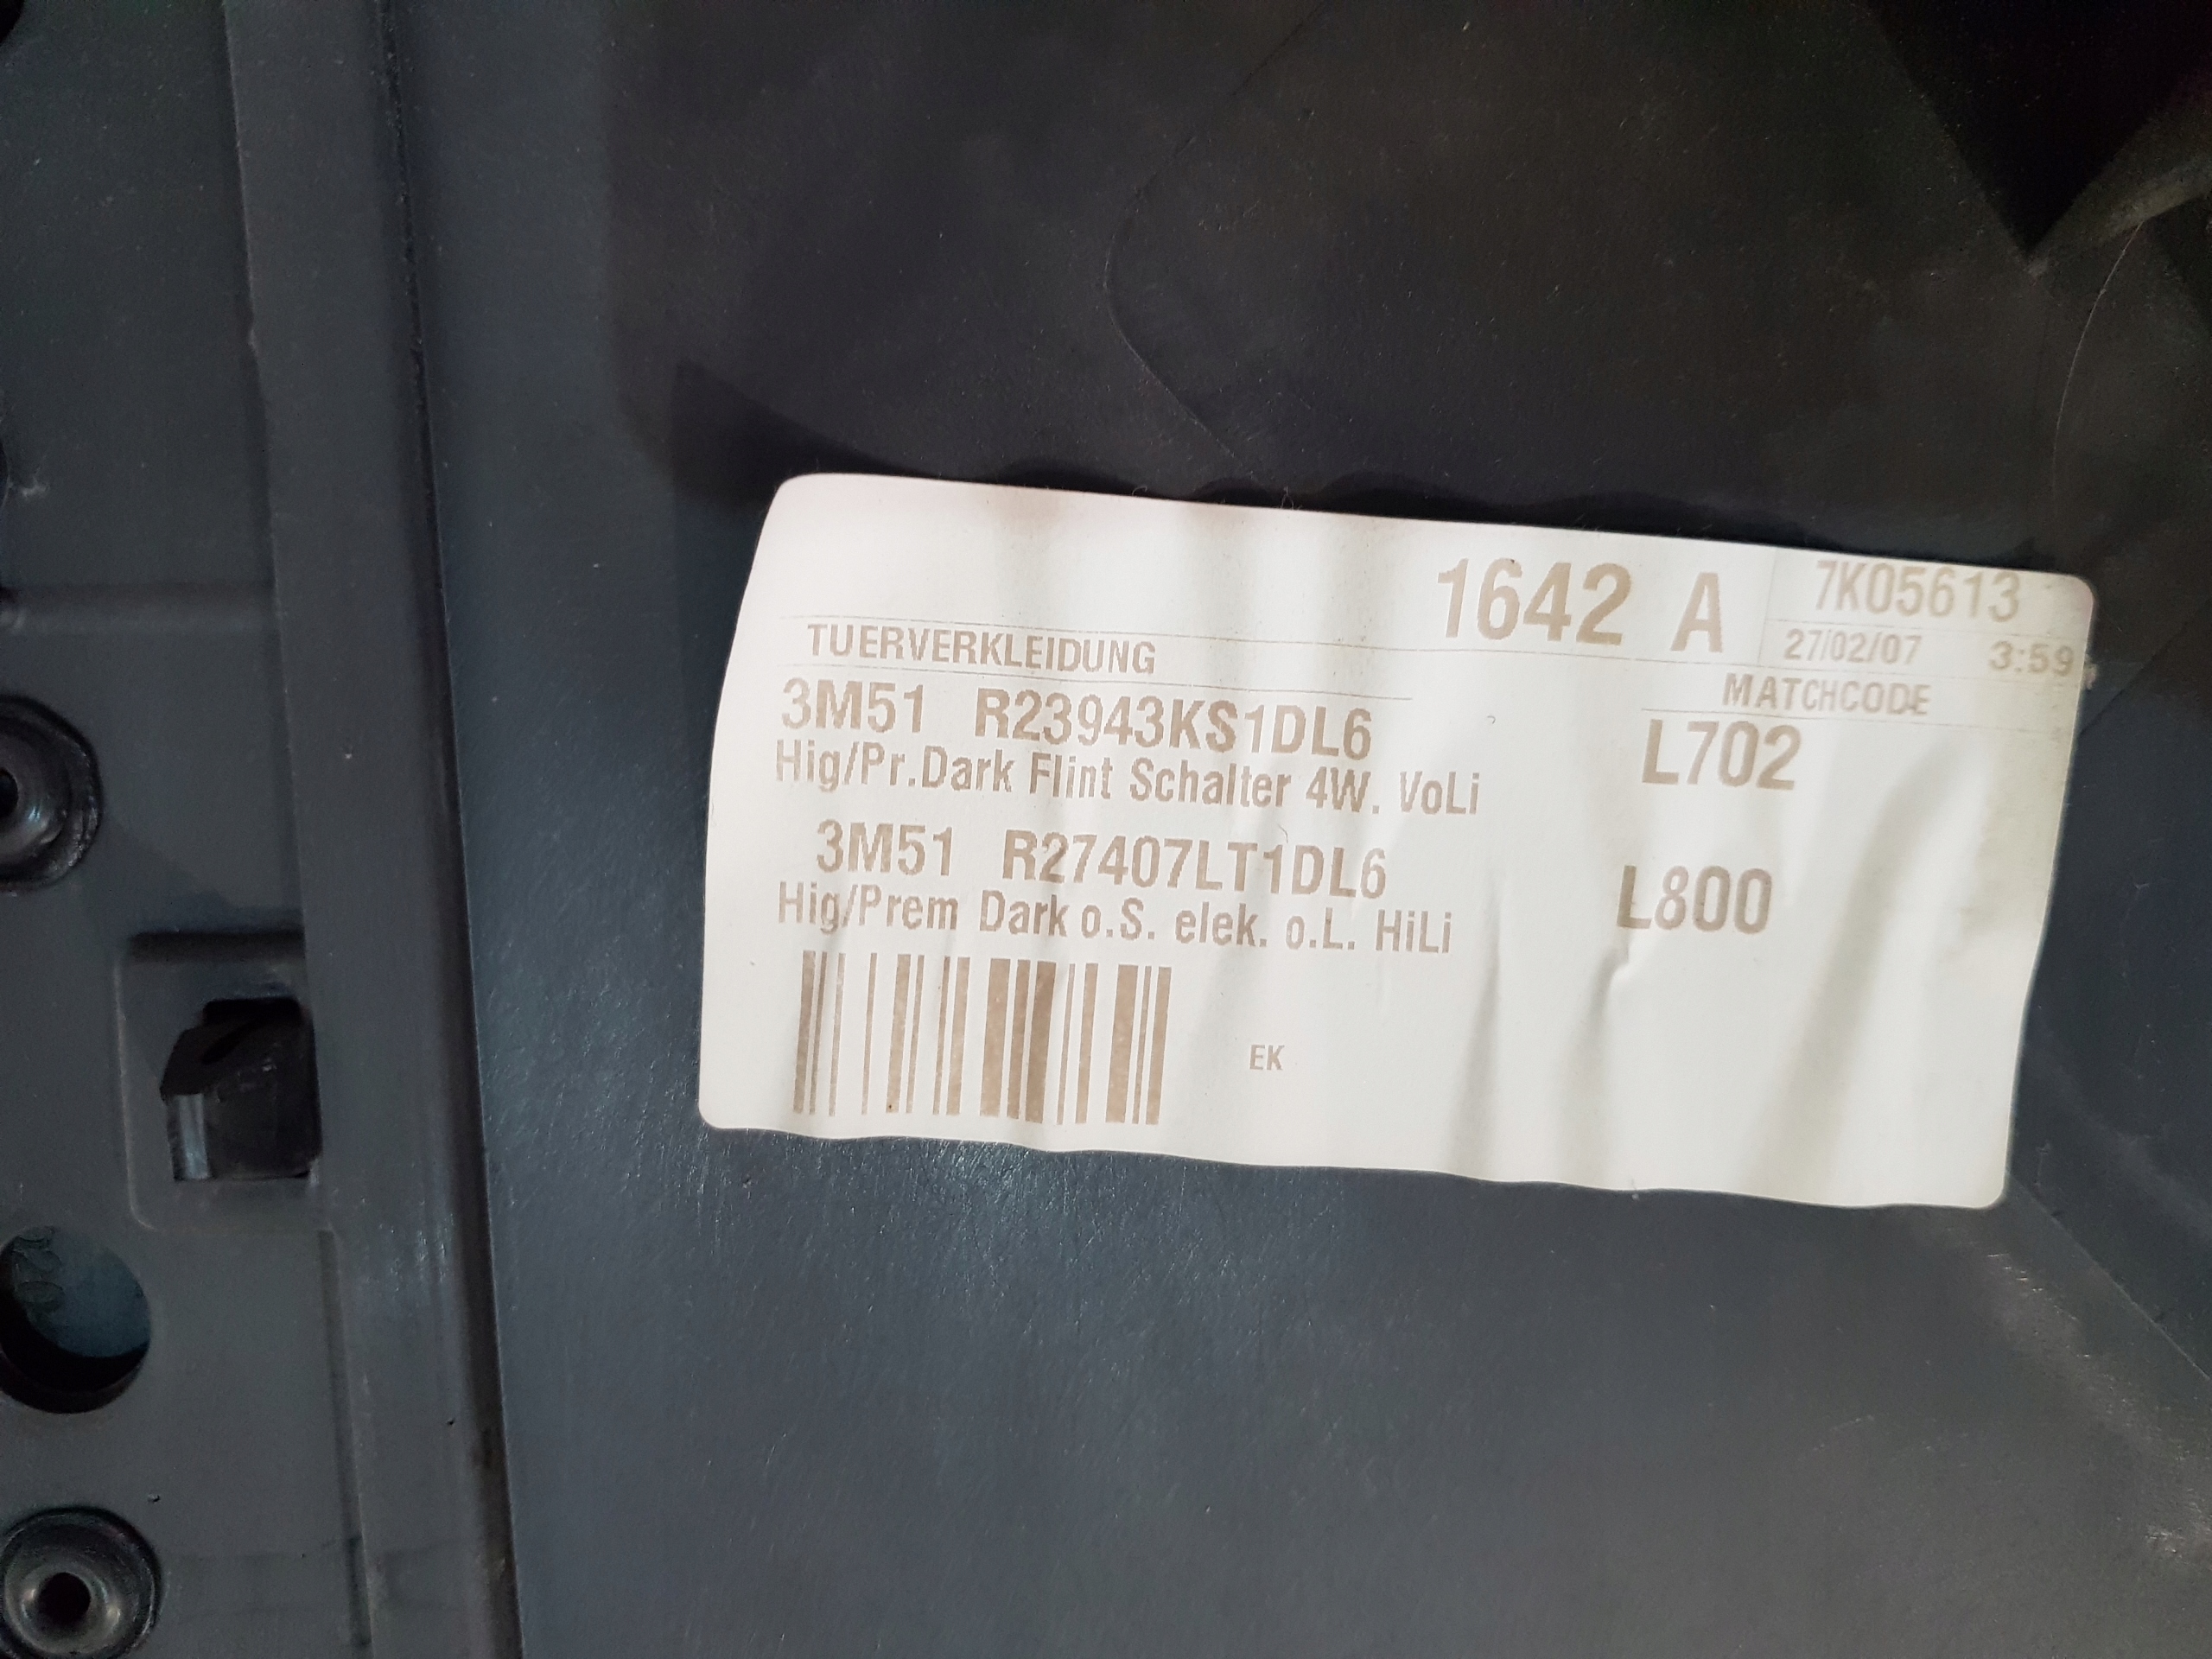 1642 A 7K05613
TUERVERKLEIDUNG 27/02/07 3:59
MATCHCODE
3M51 R23943KS1DL6 L702
Hig/Pr.Dark Flint Schalter 4W. VoLi
3M51 R27407LT1DL6 L800
Hig/Prem Dark o.S. elek. o.L. HiLi
EK